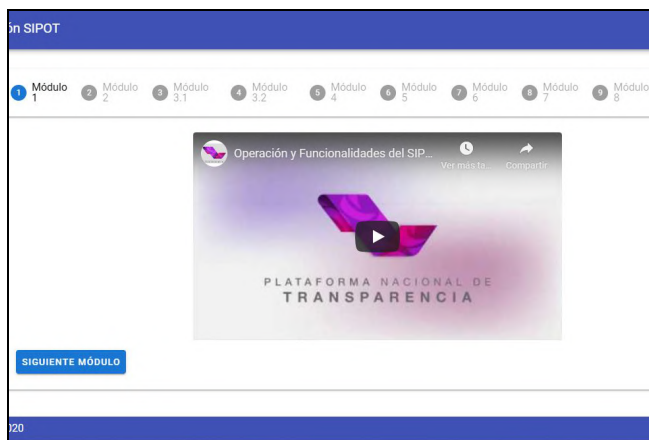 ón SIPOT
1 Módulo 1
2 Módulo 2
3 Módulo 3.1
4 Módulo 3.2
5 Módulo 4
6 Módulo 5
7 Módulo 6
8 Módulo 7
9 Módulo 8
Operación y Funcionalidades del SIP...
Ver más ta...
Compartir
PLATAFORMA NACIONAL DE
TRANSPARENCIA
SIGUIENTE MÓDULO
020